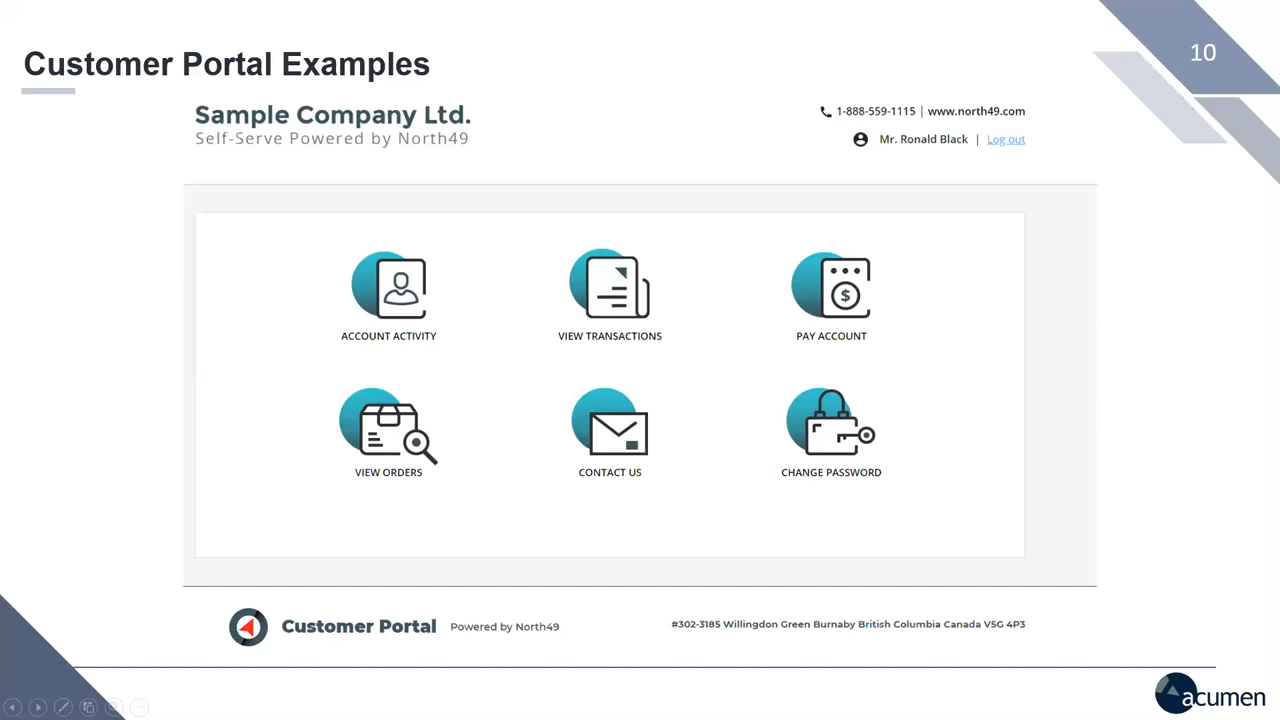 10
Customer Portal Examples
Sample Company Ltd.
Self-Serve Powered by North49
1-888-559-1115 | www.north49.com
Mr. Ronald Black | Log out
ACCOUNT ACTIVITY
VIEW TRANSACTIONS
PAY ACCOUNT
$
VIEW ORDERS
CONTACT US
CHANGE PASSWORD
Customer Portal Powered by North49
#302-3185 Willingdon Green Burnaby British Columbia Canada V5G 4P3
acumen